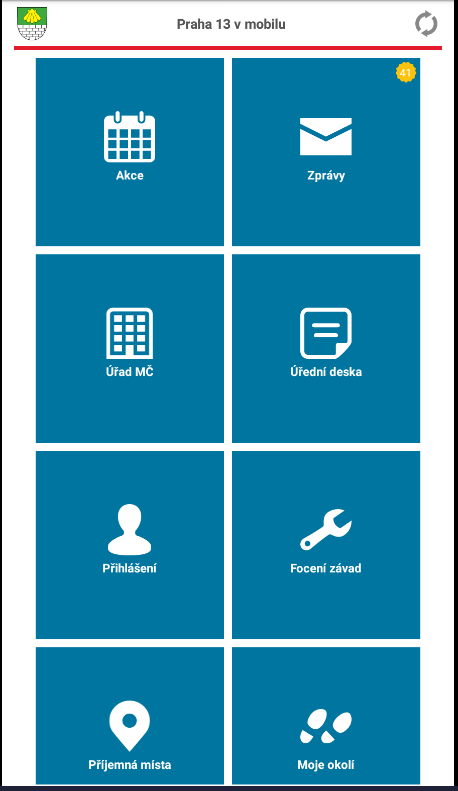 Praha 13 v mobilu
41
Akce
Zprávy
Úřad MČ
Úřední deska
Přihlášení
Focení závad
Příjemná místa
Moje okolí